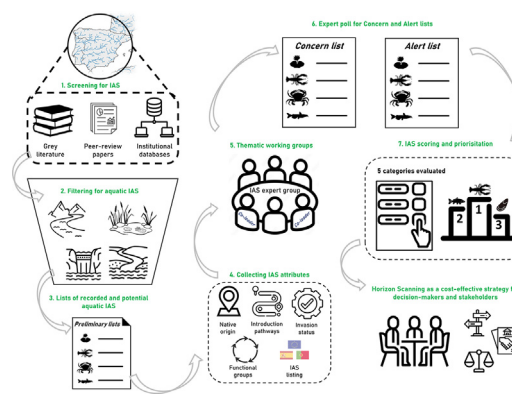 1. Screening for IAS
Grey
literature
Peer-review
papers
Institutional
databases
2. Filtering for aquatic IAS
3. Lists of recorded and potential
aquatic IAS
Preliminary lists
4. Collecting IAS attributes
Native
origin
Introduction
pathways
Invasion
status
Functional
groups
IAS
listing
5. Thematic working groups
IAS expert group
6. Expert poll for Concern and Alert lists
Concern list
Alert list
7. IAS scoring and priorisitation
5 categories evaluated
2
1
3
Horizon Scanning as a cost-effective strategy
decision-makers and stakeholders